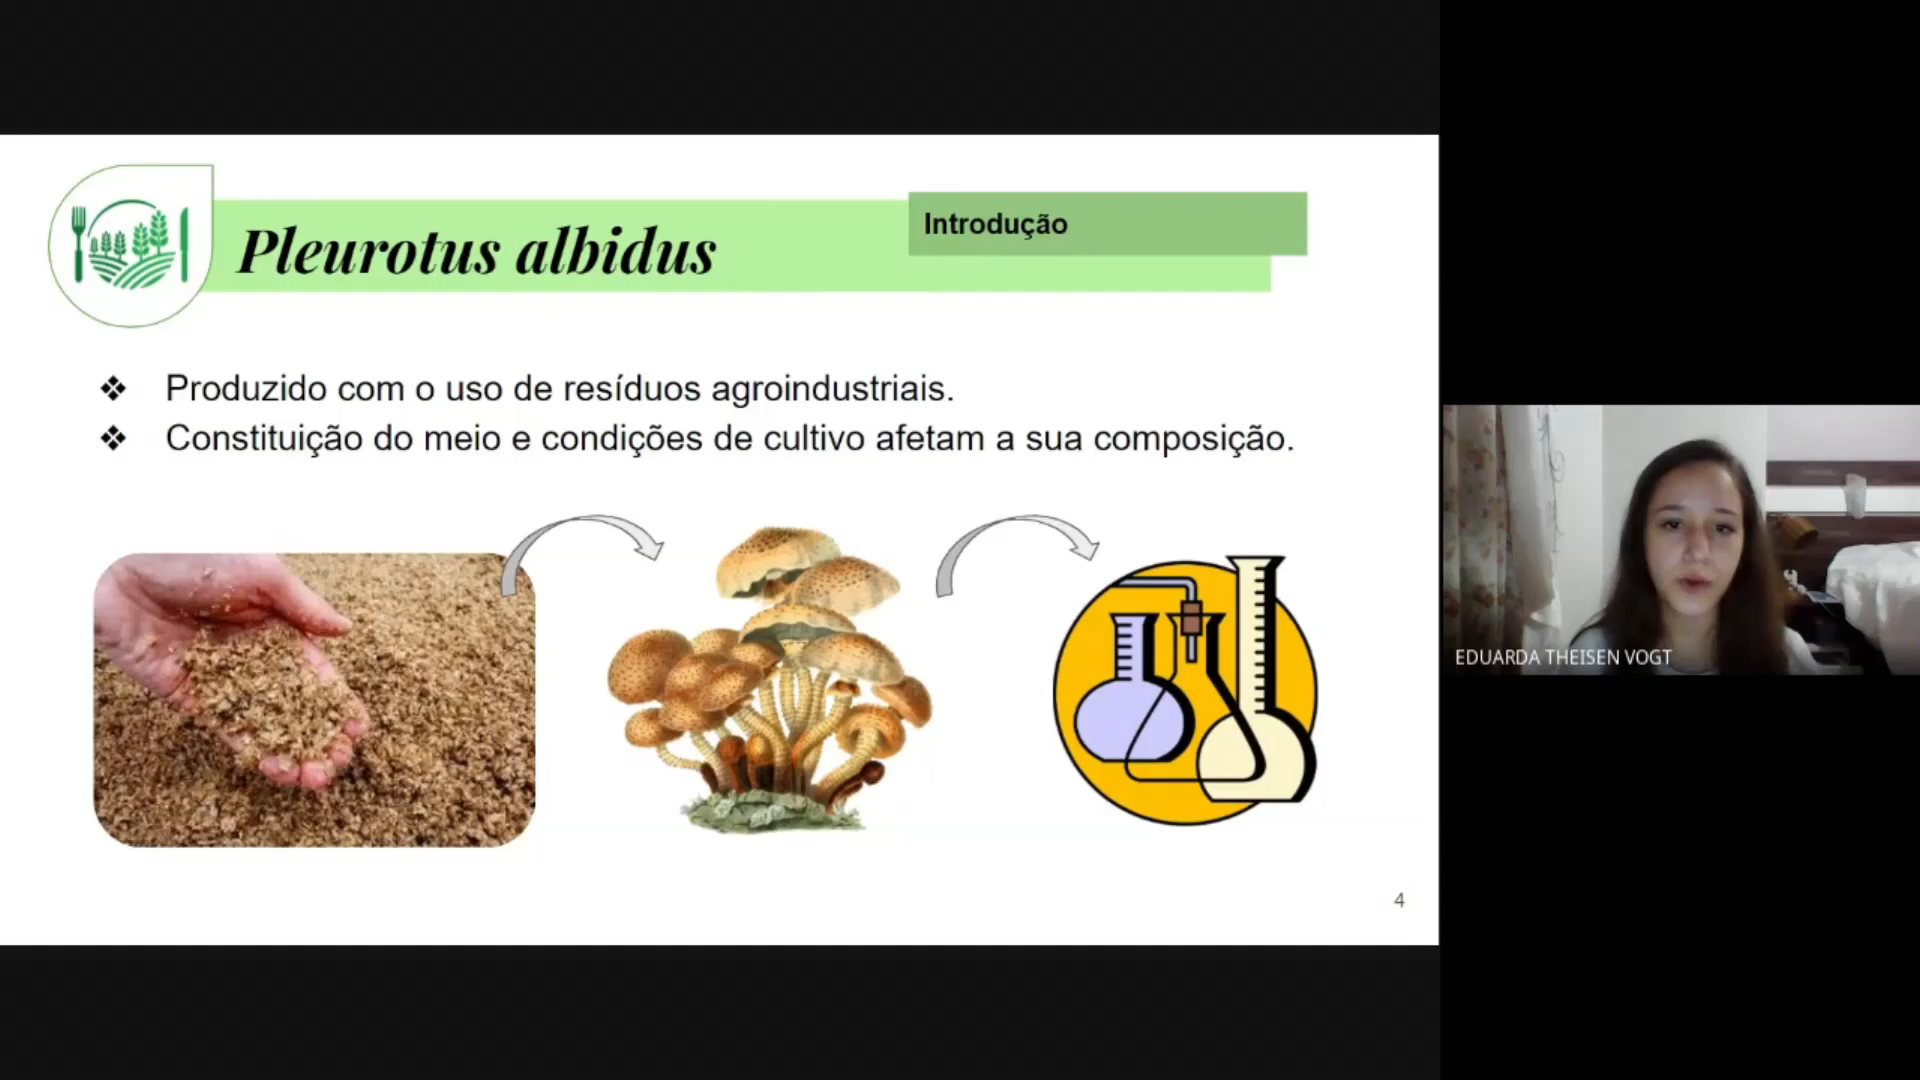 Pleurotus albidus
Introdução
❖ Produzido com o uso de resíduos agroindustriais.
❖ Constituição do meio e condições de cultivo afetam a sua composição.
EDUARDA THEISEN VOGT
4